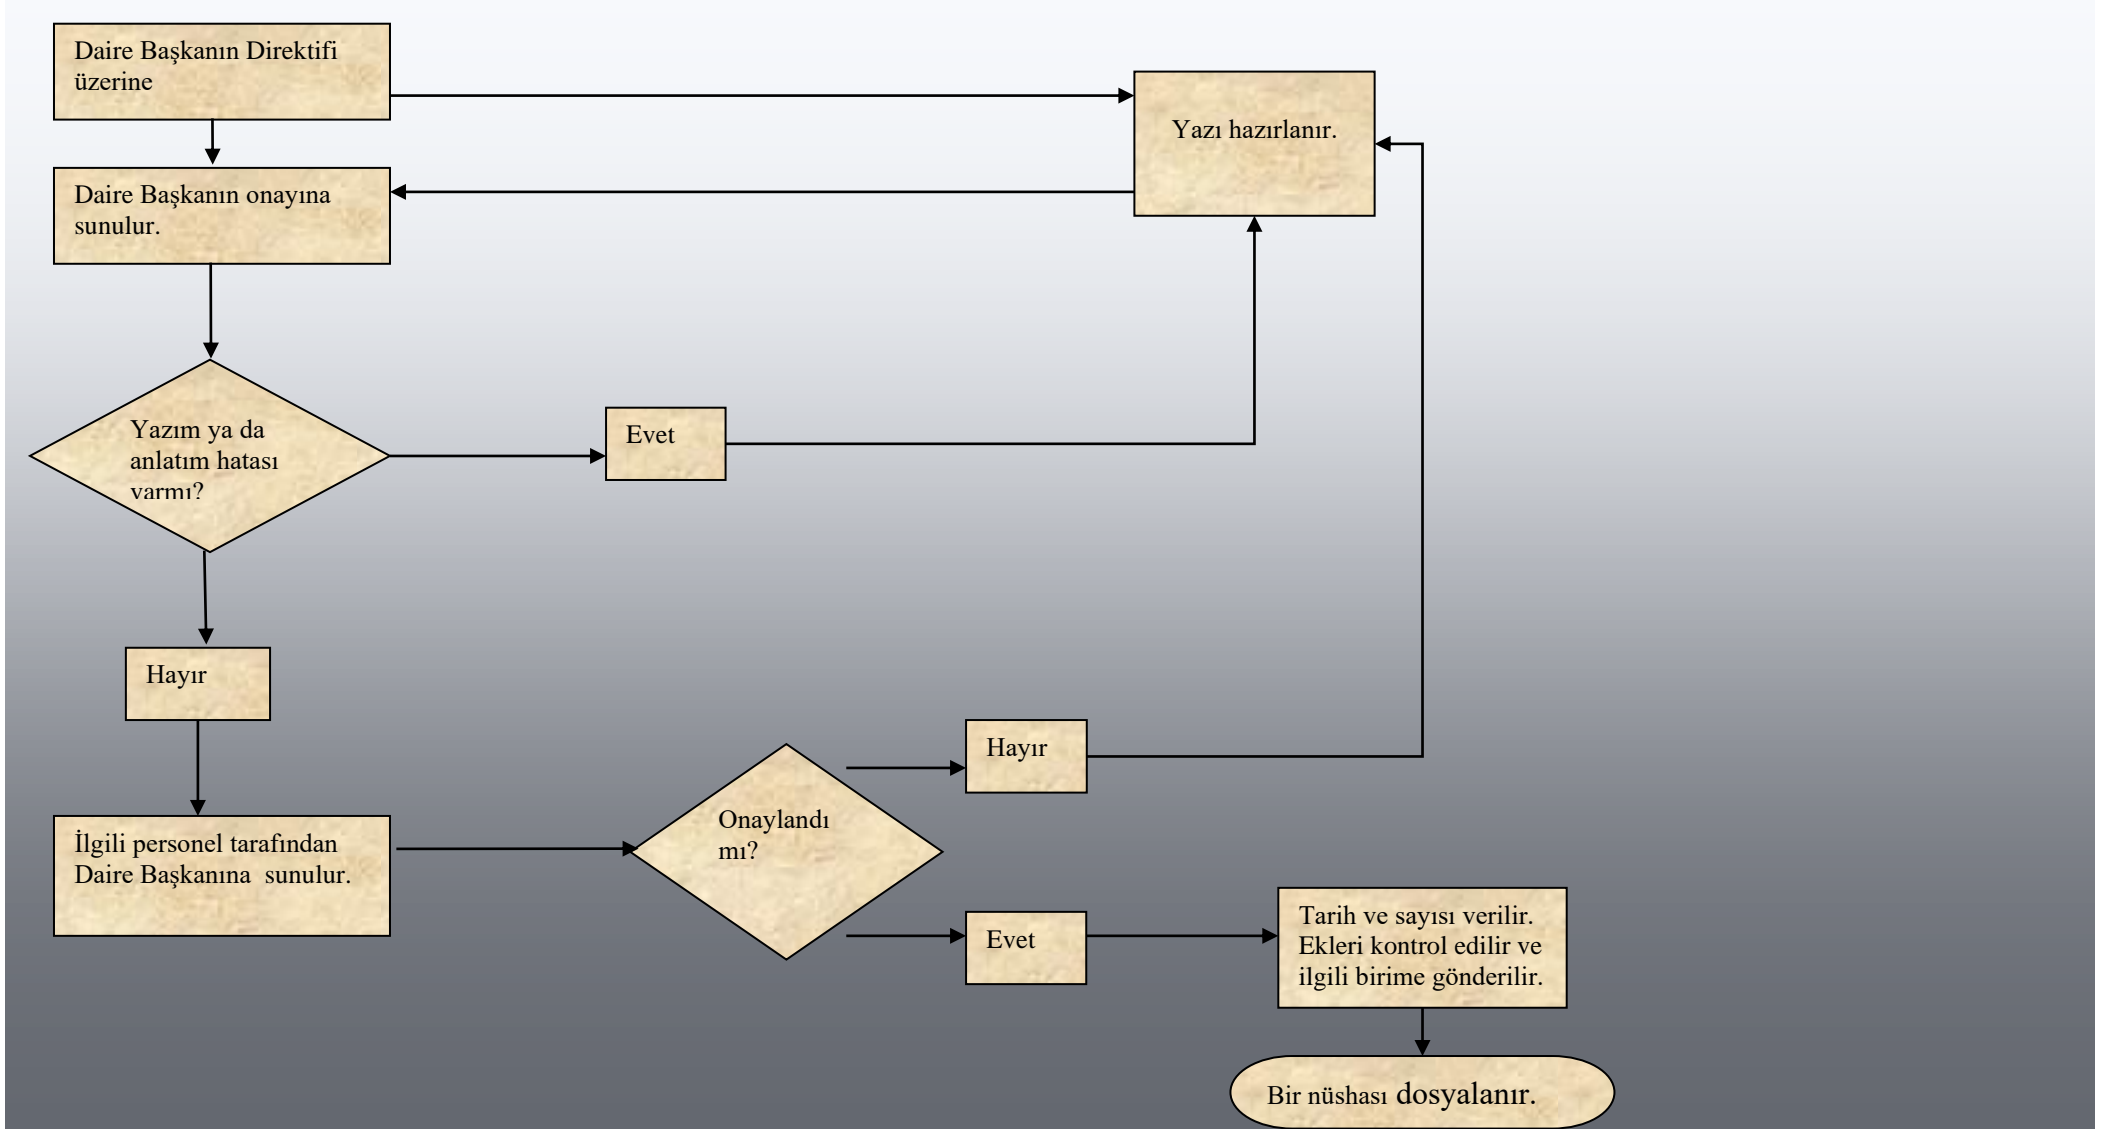 Daire Başkanın Direktifi
üzerine
Yazı hazırlanır.
Daire Başkanın onayına
sunulur.
Yazım ya da
anlatım hatası
varmı?
Evet
Hayır
Hayır
Onaylandı
mı?
İlgili personel tarafından
Daire Başkanına  sunulur.
Evet
Tarih ve sayısı verilir.
Ekleri kontrol edilir ve
ilgili birime gönderilir.
Bir nüshası dosyalanır.